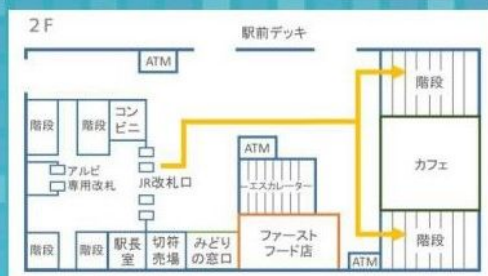 2F
駅前デッキ
ATM
階段
階段
階段
コン
ビニ
ATM
アルビ
専用改札
JR改札口
エスカレーター
カフェ
階段
階段
駅長
室
切符
売場
みどり
の窓口
ファースト
フード店
ATM
階段